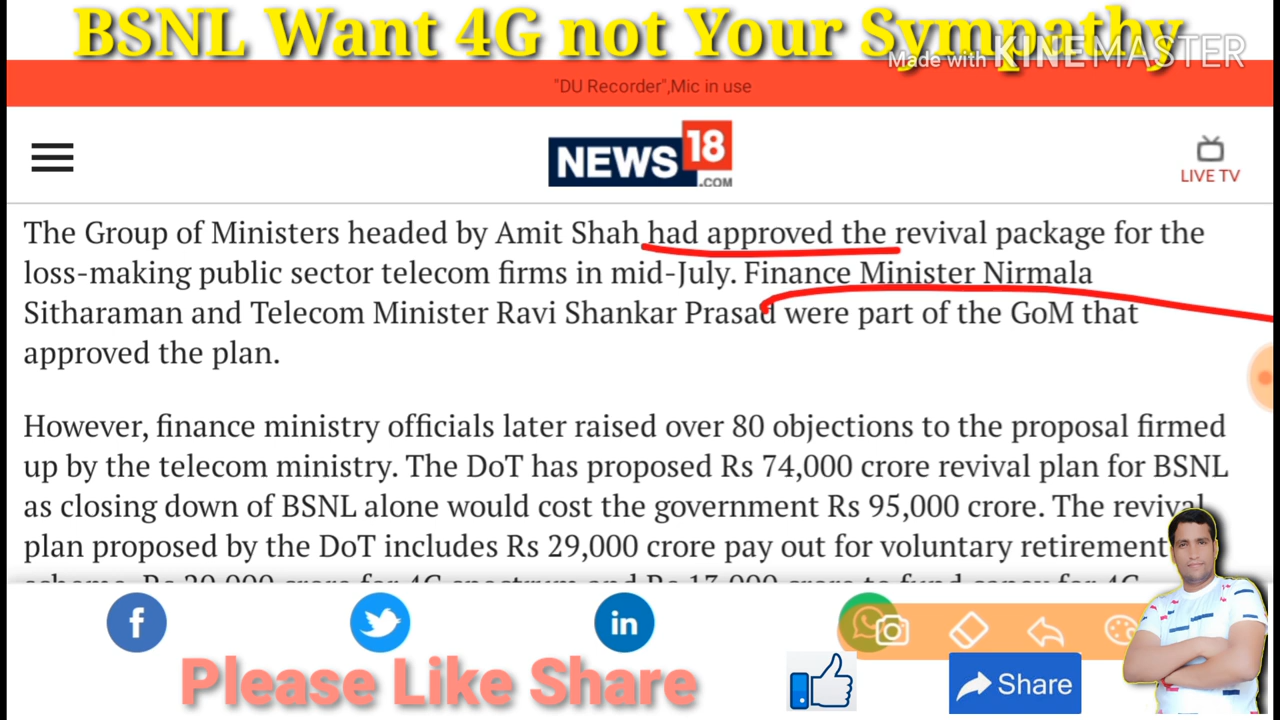 BSNL Want 4G not Your Sympathy
Made with KINEMASTER
"DU Recorder",Mic in use
NEWS 18
.COM
LIVE TV
The Group of Ministers headed by Amit Shah had approved the revival package for the
loss-making public sector telecom firms in mid-July. Finance Minister Nirmala
Sitharaman and Telecom Minister Ravi Shankar Prasad were part of the GoM that
approved the plan.
However, finance ministry officials later raised over 80 objections to the proposal firmed
up by the telecom ministry. The DoT has proposed Rs 74,000 crore revival plan for BSNL
as closing down of BSNL alone would cost the government Rs 95,000 crore. The revival
plan proposed by the DoT includes Rs 29,000 crore pay out for voluntary retirement
f
in
Please Like Share
Share